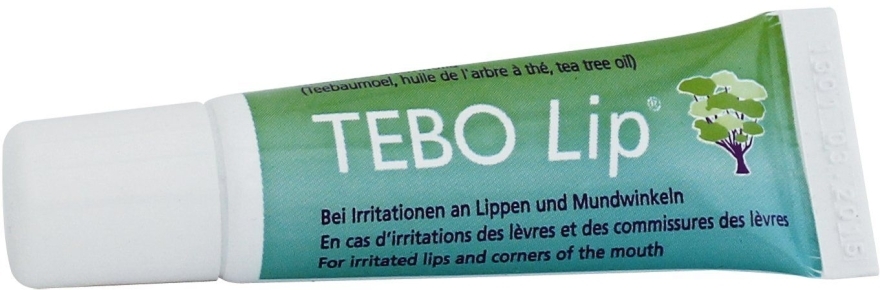 (Teebaumoel, huile de l'arbre à thé, tea tree oil)
TEBO Lip®
Bei Irritationen an Lippen und Mundwinkeln
En cas d'irritations des lèvres et des commissures des lèvres
For irritated lips and corners of the mouth